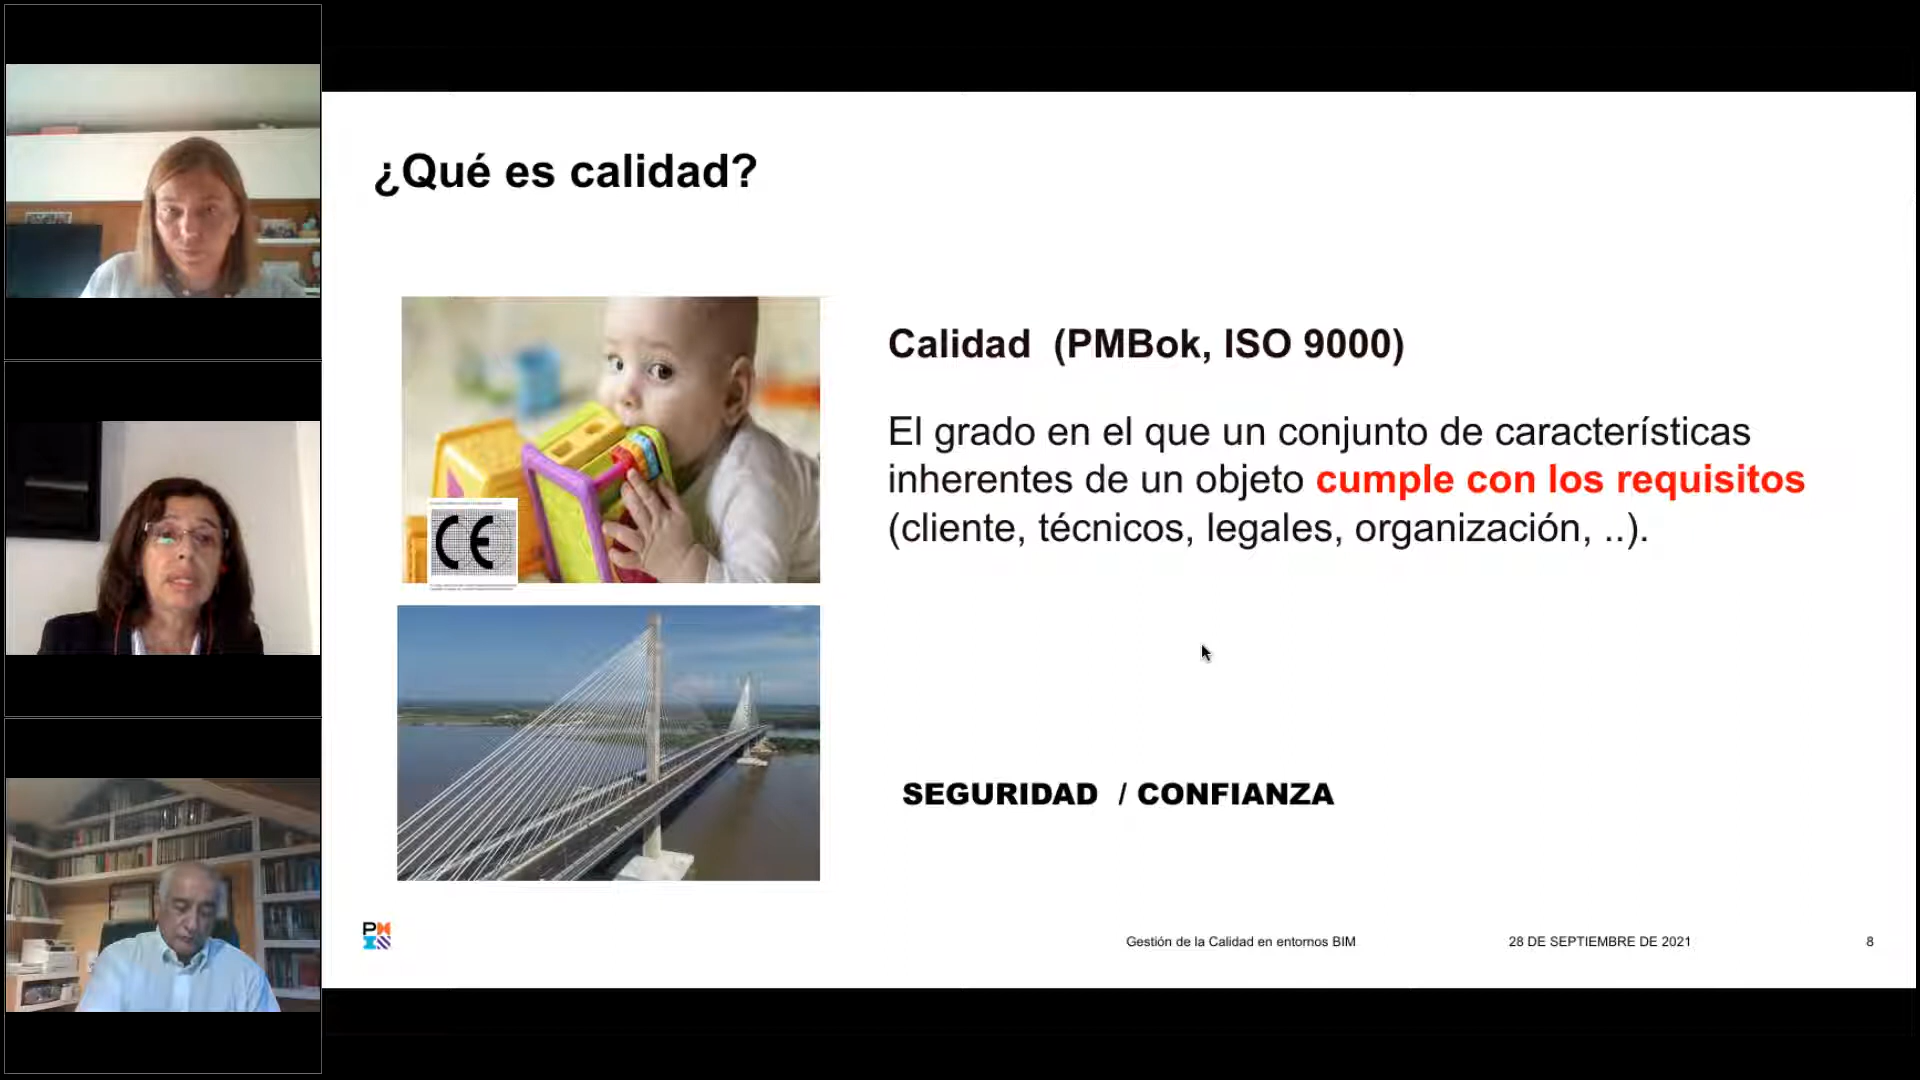 ¿Qué es calidad?
Calidad (PMBok, ISO 9000)
El grado en el que un conjunto de características
inherentes de un objeto cumple con los requisitos
(cliente, técnicos, legales, organización, ..).
CE
SEGURIDAD / CONFIANZA
Gestión de la Calidad en entornos BIM
28 DE SEPTIEMBRE DE 2021
8